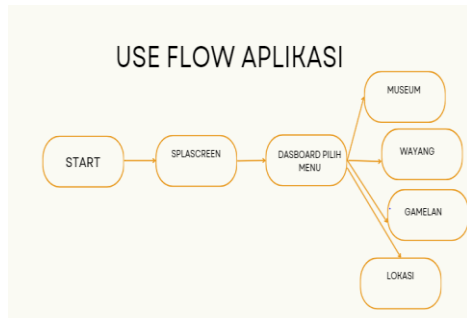 USE FLOW APLIKASI
MUSEUM
START
SPLASCREEN
DASBOARD PILIH
MENU
WAYANG
GAMELAN
LOKASI